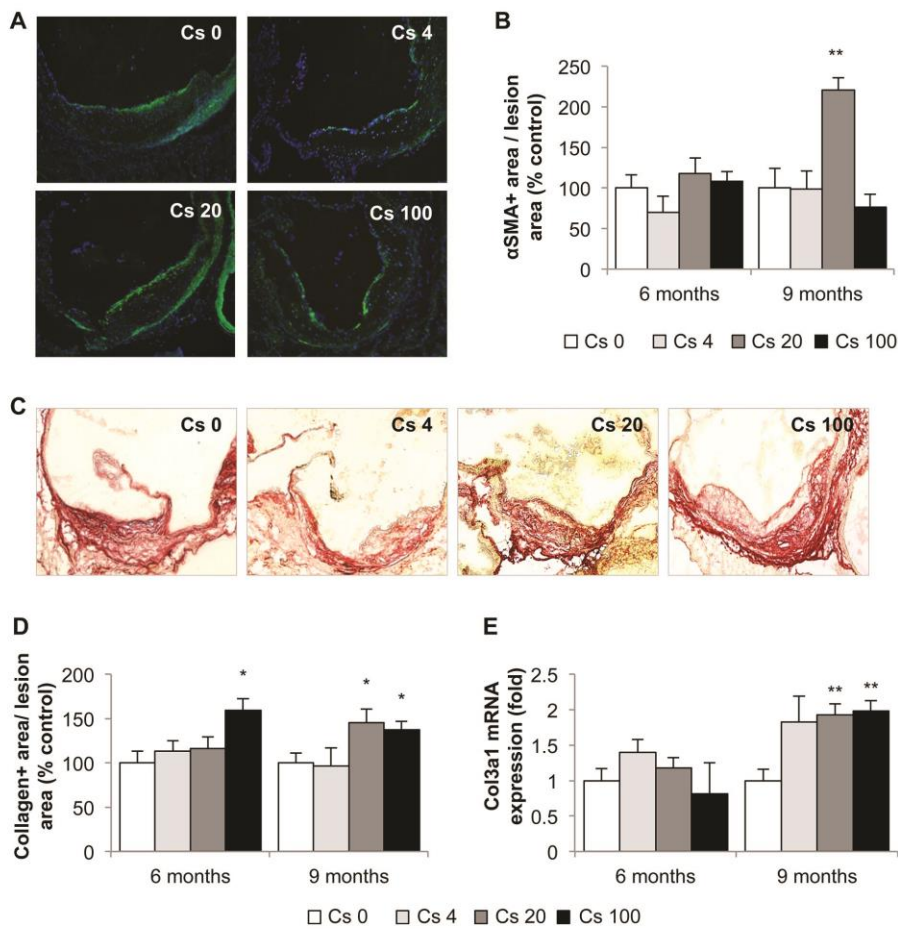 A
Cs 0
Cs 4
Cs 20
Cs 100
B
αSMA+ area / lesion
area (% control)
250
200
150
100
50
0
**
6 months
9 months
Cs 0
Cs 4
Cs 20
Cs 100
C
Cs 0
Cs 4
Cs 20
Cs 100
D
Collagen+ area/ lesion
area (% control)
200
150
100
50
0
*
*
*
6 months
9 months
E
Col3a1 mRNA
expression (fold)
2.5
2
1.5
1
0.5
0
**
**
6 months
9 months
Cs 0
Cs 4
Cs 20
Cs 100